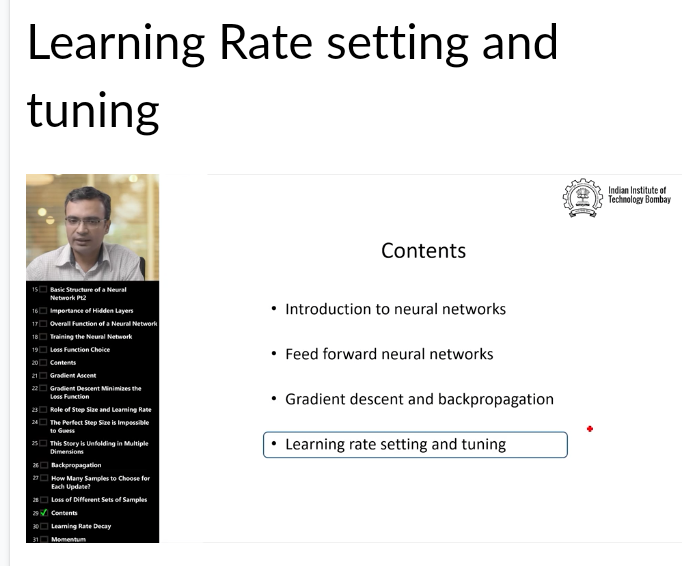 Learning Rate setting and
tuning
Indian Institute of
Technology Bombay
Contents
• Introduction to neural networks
• Feed forward neural networks
• Gradient descent and backpropagation
• Learning rate setting and tuning
15 Basic Structure of a Neural
Network Pt2
16 Importance of Hidden Layers
17 Overall Function of a Neural Network
18 Training the Neural Network
19 Loss Function Choice
20 Contents
21 Gradient Ascent
22 Gradient Descent Minimizes the
Loss Function
23 Role of Step Size and Learning Rate
24 The Perfect Step Size is Impossible
to Guess
25 This Story is Unfolding in Multiple
Dimensions
26 Backpropagation
27 How Many Samples to Choose for
Each Update?
28 Loss of Different Sets of Samples
29 Contents
30 Learning Rate Decay
31 Momentum